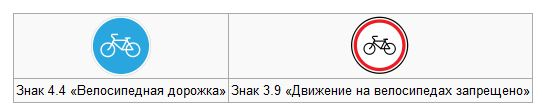 Знак 4.4 «Велосипедная дорожка»
Знак 3.9 «Движение на велосипедах запрещено»